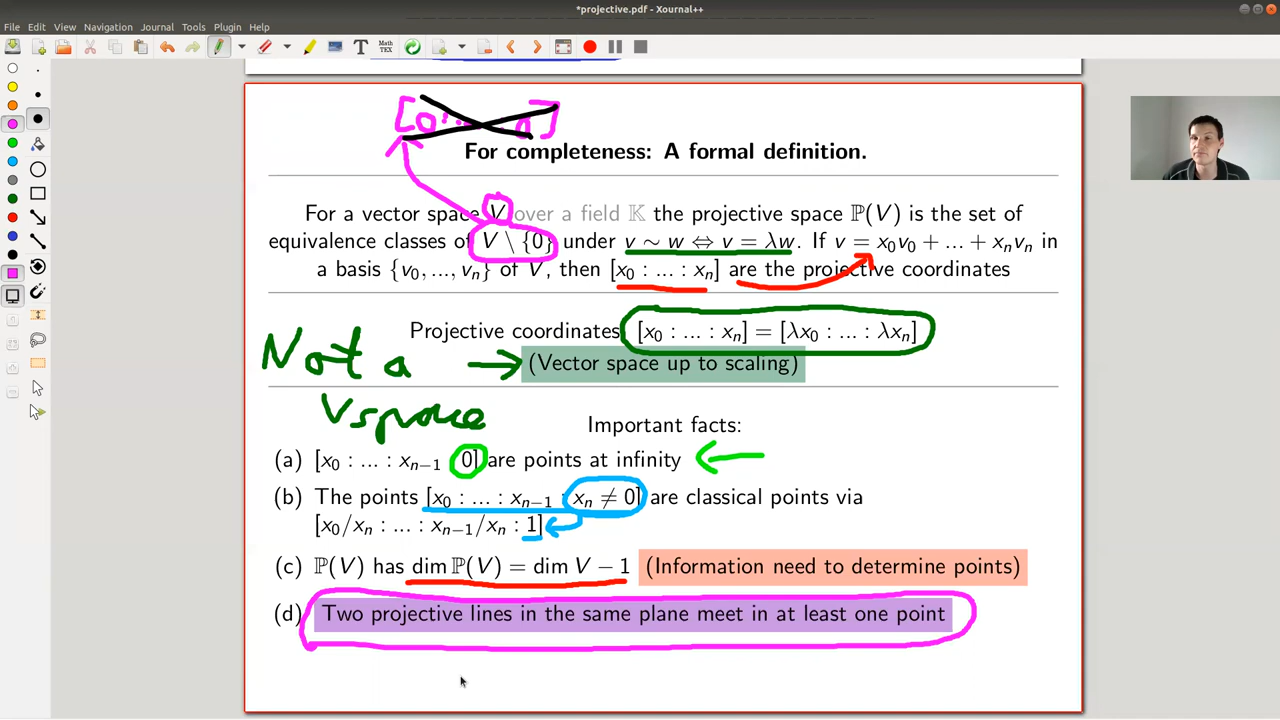 *projective.pdf - Xournal++
File Edit View Navigation Journal Tools Plugin Help
[0: ... 0]
For completeness: A formal definition.
For a vector space V over a field 𝕂 the projective space ℙ(V) is the set of
equivalence classes of V \ {0} under v ∼ w ⇔ v = λw. If v = x₀v₀ + ... + xₙvₙ in
a basis {v₀, ..., vₙ} of V, then [x₀ : ... : xₙ] are the projective coordinates
Projective coordinates [x₀ : ... : xₙ] = [λx₀ : ... : λxₙ]
Not a → (Vector space up to scaling)
Vspace
Important facts:
(a) [x₀ : ... : xₙ₋₁ 0] are points at infinity
(b) The points [x₀ : ... : xₙ₋₁ : xₙ ≠ 0] are classical points via
[x₀/xₙ : ... : xₙ₋₁/xₙ : 1]
(c) ℙ(V) has dim ℙ(V) = dim V − 1 (Information need to determine points)
(d) Two projective lines in the same plane meet in at least one point